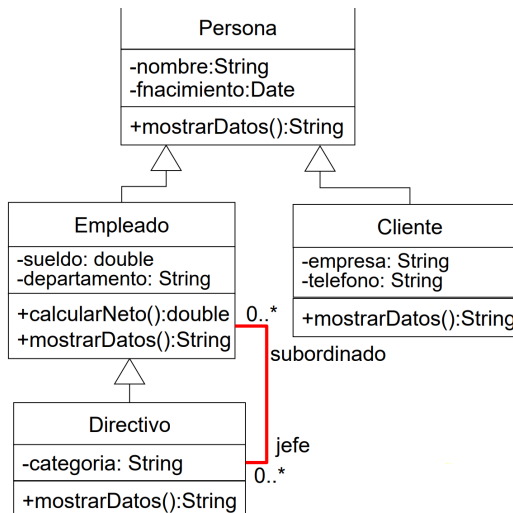 Persona
-nombre:String
-fnacimiento:Date
+mostrarDatos():String
Empleado
-sueldo: double
-departamento: String
+calcularNeto():double
+mostrarDatos():String
Cliente
-empresa: String
-telefono: String
+mostrarDatos():String
0..*
subordinado
jefe
0..*
Directivo
-categoria: String
+mostrarDatos():String